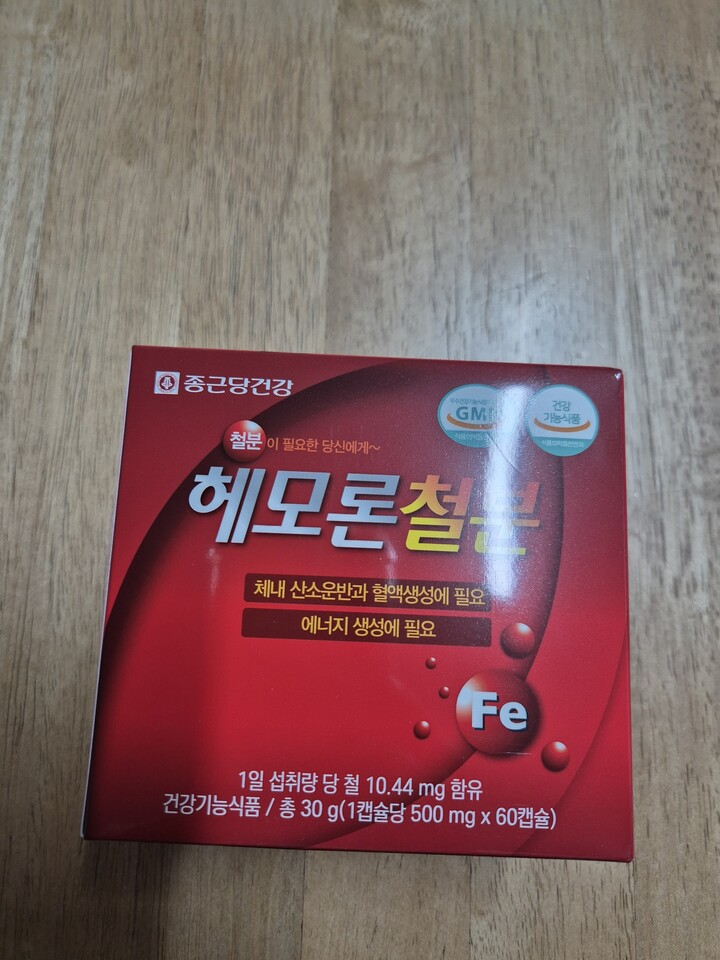 종근당건강
GM
건강
기능식품
철분이 필요한 당신에게~
헤모론철분
체내 산소운반과 혈액생성에 필요
에너지 생성에 필요
Fe
1일 섭취량 당 철 10.44 mg 함유
건강기능식품 / 총 30 g(1캡슐당 500 mg x 60캡슐)